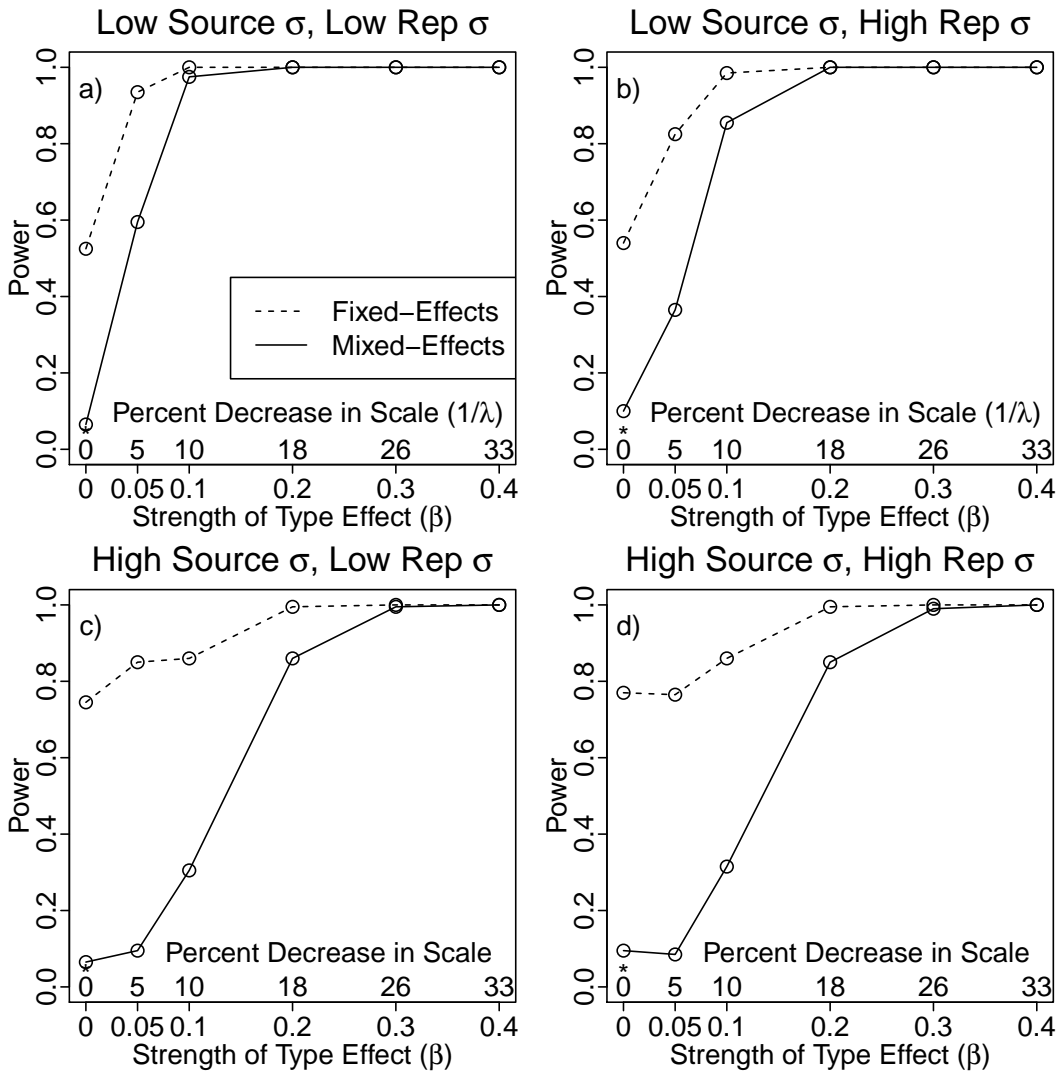 Low Source σ, Low Rep σ
a)
Power
0.0 0.2 0.4 0.6 0.8 1.0
Fixed−Effects
Mixed−Effects
Percent Decrease in Scale (1/λ)
*
0 5 10 18 26 33
0 0.05 0.1 0.2 0.3 0.4
Strength of Type Effect (β)
Low Source σ, High Rep σ
b)
Power
0.0 0.2 0.4 0.6 0.8 1.0
Percent Decrease in Scale (1/λ)
*
0 5 10 18 26 33
0 0.05 0.1 0.2 0.3 0.4
Strength of Type Effect (β)
High Source σ, Low Rep σ
c)
Power
0.0 0.2 0.4 0.6 0.8 1.0
Percent Decrease in Scale
*
0 5 10 18 26 33
0 0.05 0.1 0.2 0.3 0.4
Strength of Type Effect (β)
High Source σ, High Rep σ
d)
Power
0.0 0.2 0.4 0.6 0.8 1.0
Percent Decrease in Scale
*
0 5 10 18 26 33
0 0.05 0.1 0.2 0.3 0.4
Strength of Type Effect (β)